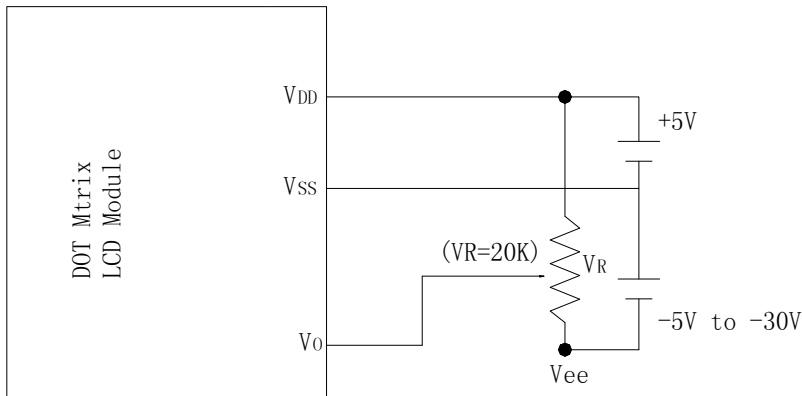 VDD
+5V
DOT Mtrix
LCD Module
VSS
(VR=20K)
VR
-5V to -30V
V0
Vee